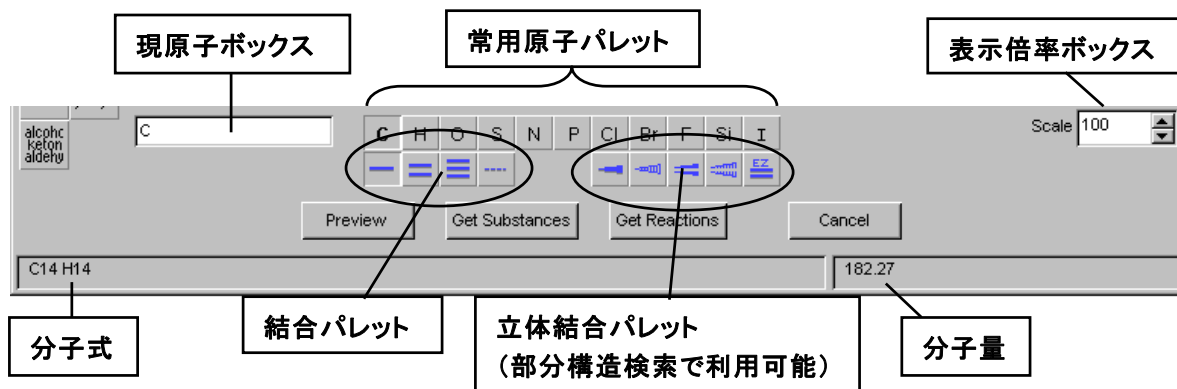 現原子ボックス
常用原子パレット
表示倍率ボックス
alcohc
keton
aldehy
C
C H O S N P Cl Br F Si I
Scale 100
EZ
Preview Get Substances Get Reactions Cancel
C14 H14
182.27
分子式
結合パレット
立体結合パレット
(部分構造検索で利用可能)
分子量